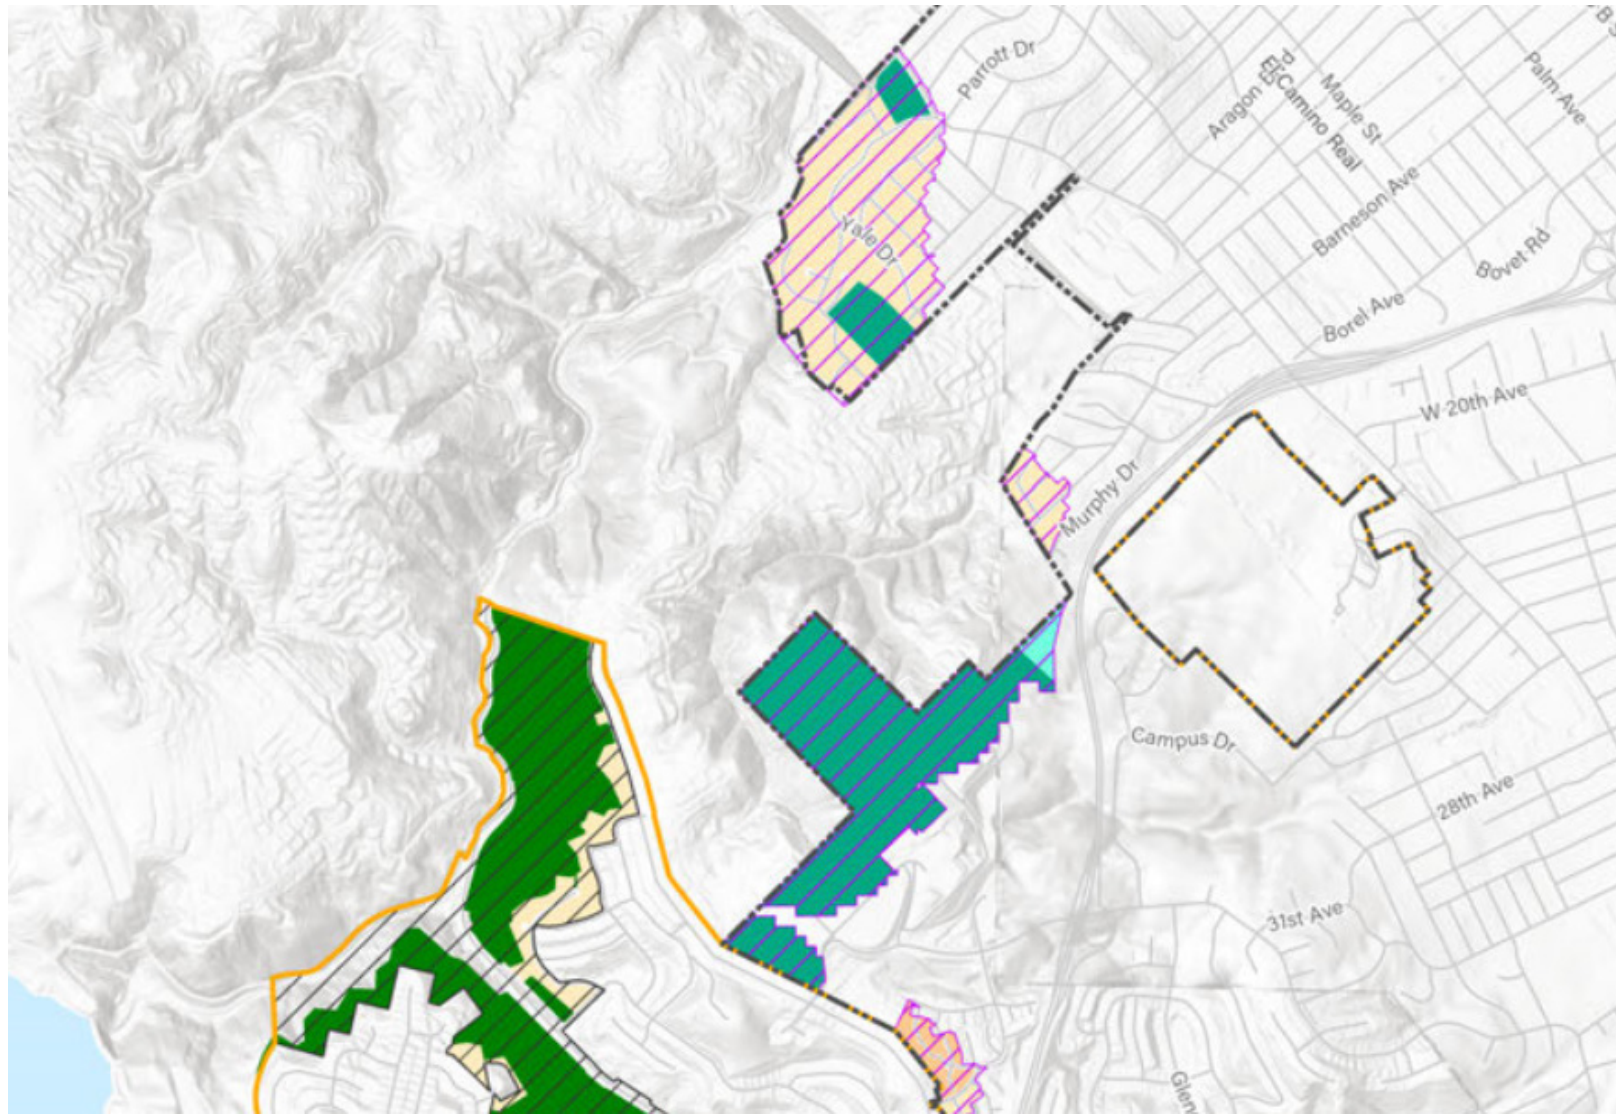 Parrott Dr
Aragon Blvd
El Camino Real
Maple St
Palm Ave
Barneson Ave
Bovet Rd
Yale Dr
Borel Ave
W 20th Ave
Murphy Dr
Campus Dr
28th Ave
31st Ave
Glen